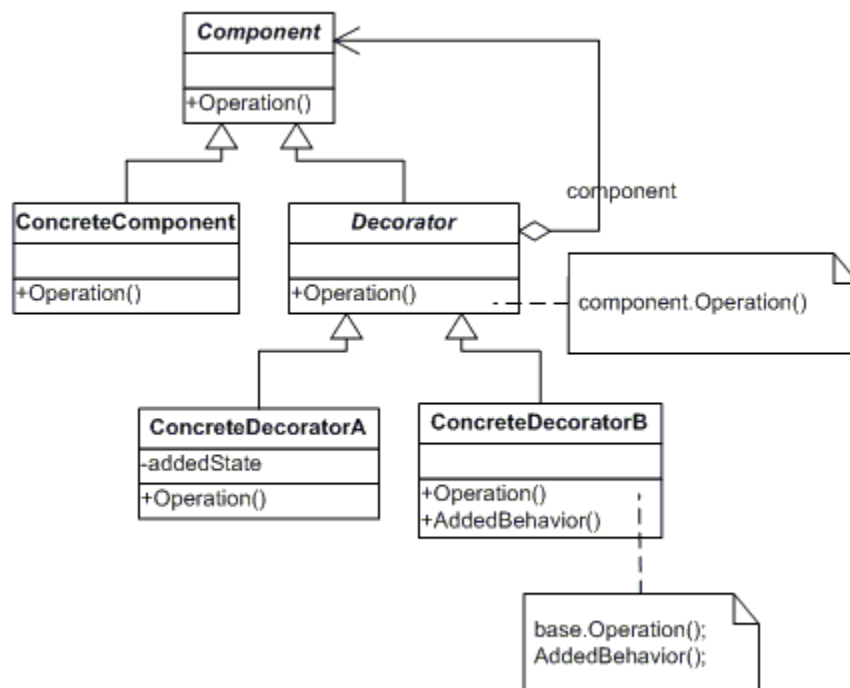 Component
+Operation()
component
ConcreteComponent
+Operation()
Decorator
+Operation()
component.Operation()
ConcreteDecoratorA
-addedState
+Operation()
ConcreteDecoratorB
+Operation()
+AddedBehavior()
base.Operation();
AddedBehavior();